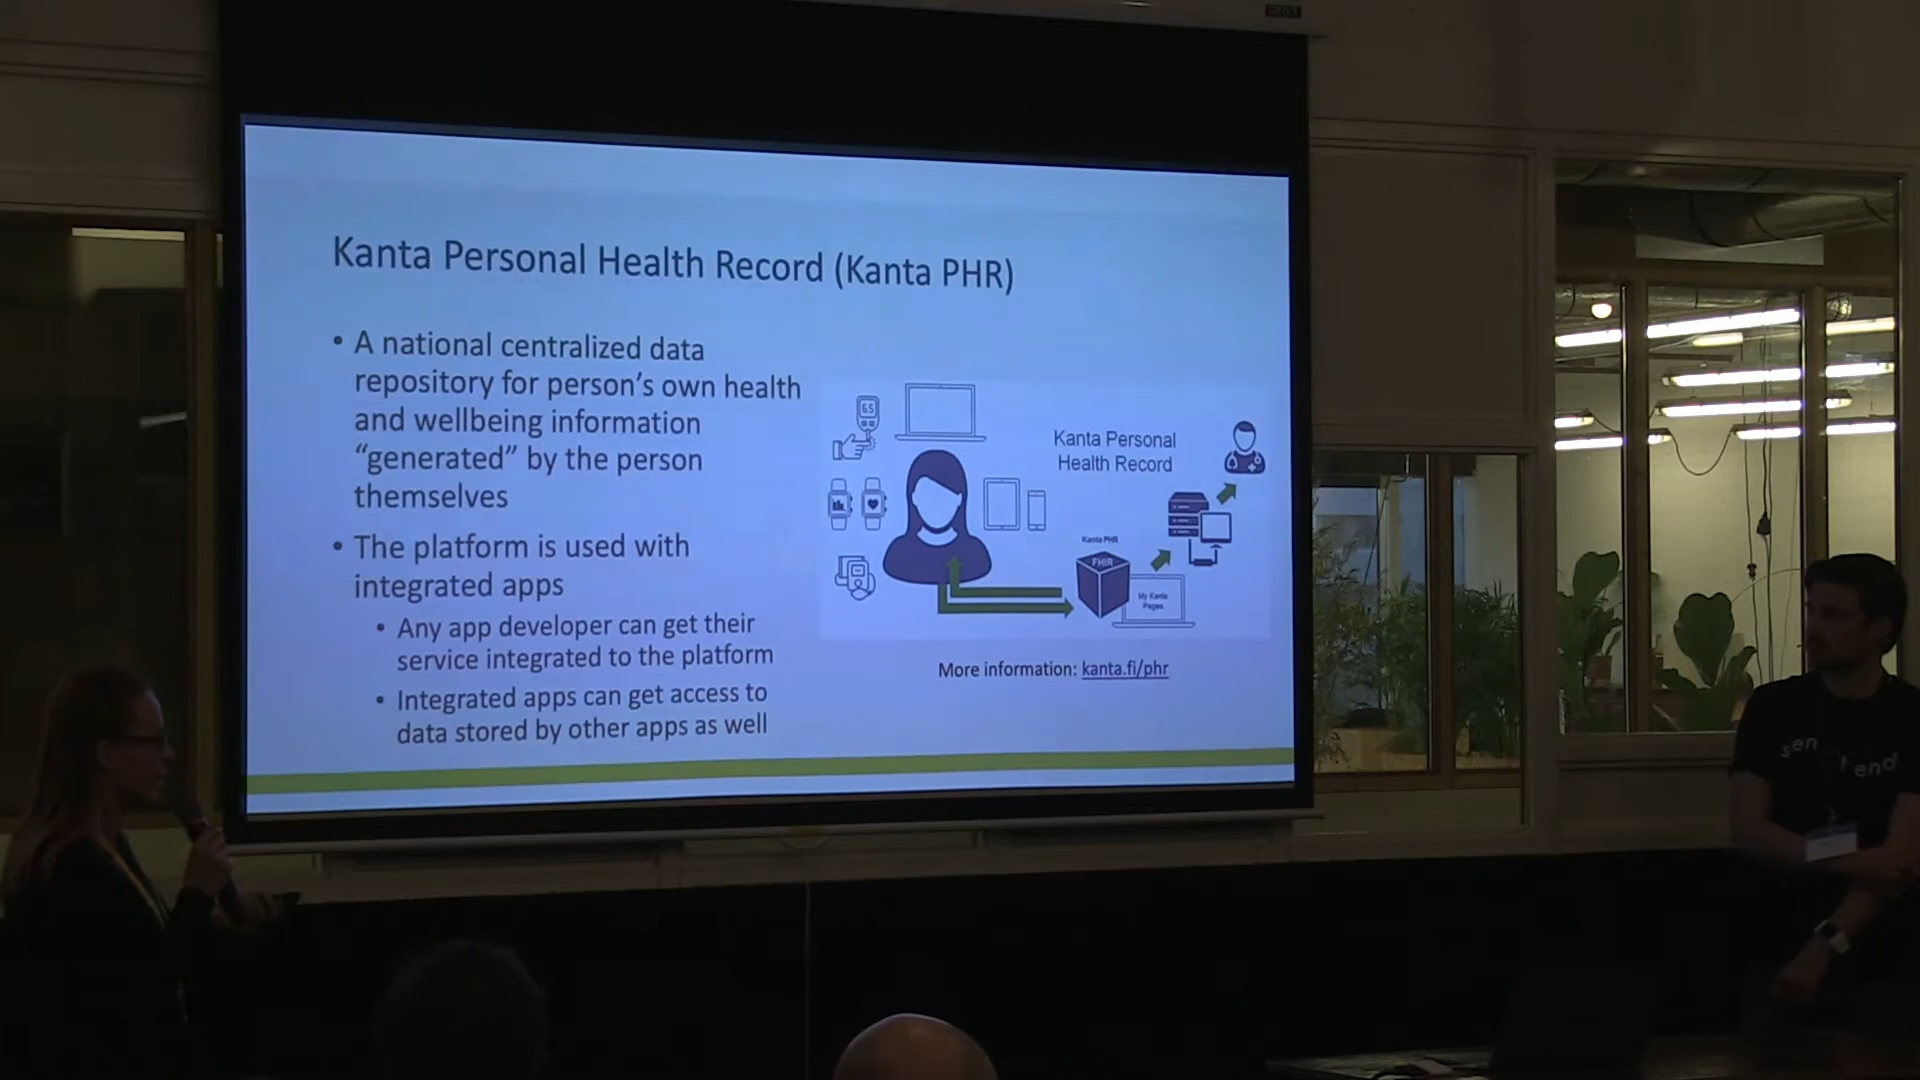 Kanta Personal Health Record (Kanta PHR)
• A national centralized data
repository for person's own health
and wellbeing information
“generated” by the person
themselves
• The platform is used with
integrated apps
• Any app developer can get their
service integrated to the platform
• Integrated apps can get access to
data stored by other apps as well
6.5
Kanta Personal
Health Record
Kanta PHR
FHIR
My Kanta
Pages
More information: kanta.fi/phr
end